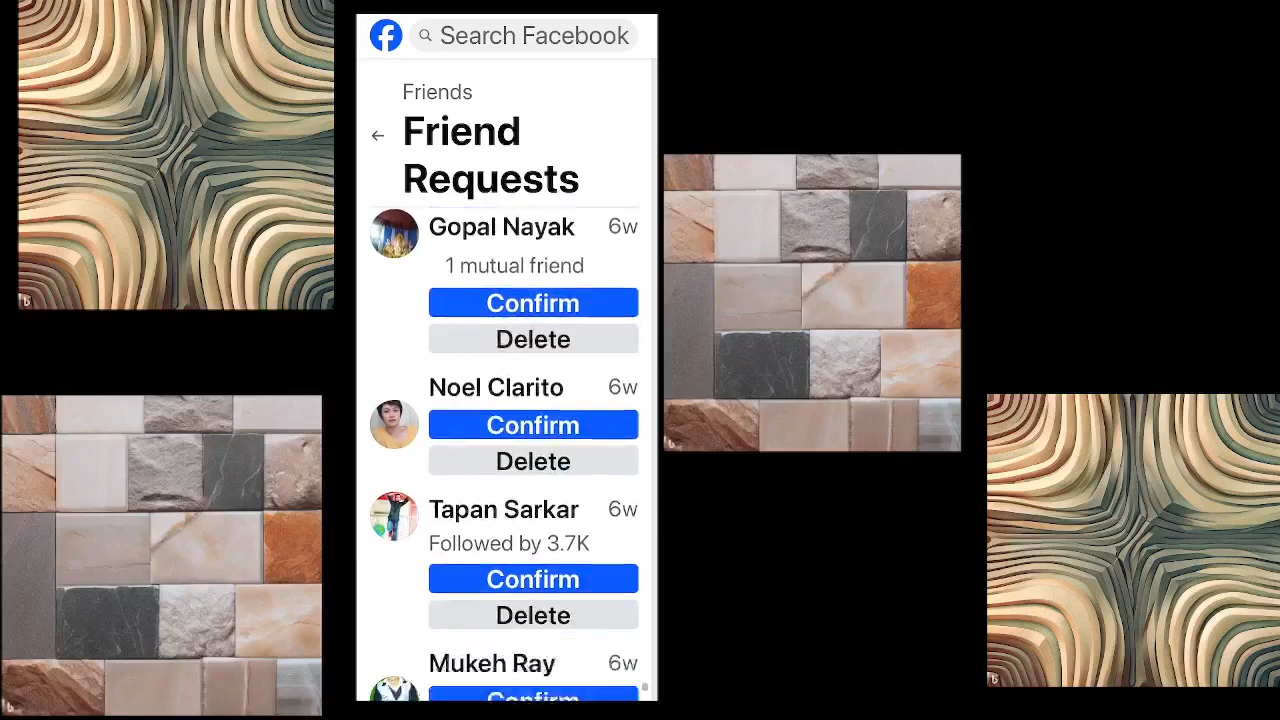 Search Facebook
Friends
Friend
Requests
Gopal Nayak 6w
1 mutual friend
Confirm
Delete
Noel Clarito 6w
Confirm
Delete
Tapan Sarkar 6w
Followed by 3.7K
Confirm
Delete
Mukeh Ray 6w
Confirm